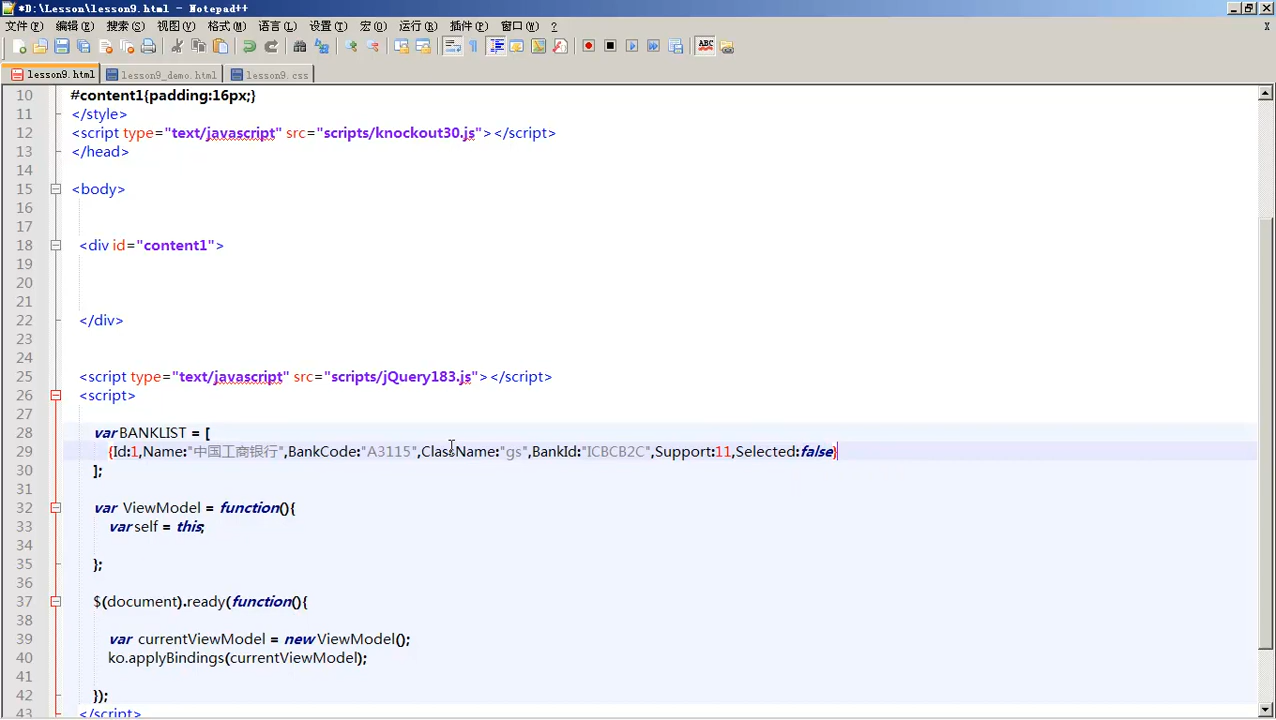 *D:\Lesson\lesson9.html - Notepad++
文件(F) 编辑(E) 搜索(S) 视图(V) 格式(M) 语言(L) 设置(T) 宏(O) 运行(R) 插件(P) 窗口(W) ? X
ABC
lesson9.html lesson9_demo.html lesson9.css
10 #content1{padding:16px;}
11 </style>
12 <script type="text/javascript" src="scripts/knockout30.js"></script>
13 </head>
14
15 <body>
16
17
18 <div id="content1">
19
20
21
22 </div>
23
24
25 <script type="text/javascript" src="scripts/jQuery183.js"></script>
26 <script>
27
28 var BANKLIST = [
29 {Id:1,Name:"中国工商银行",BankCode:"A3115",ClassName:"gs",BankId:"ICBCB2C",Support:11,Selected:false}
30 ];
31
32 var ViewModel = function(){
33 var self = this;
34
35 };
36
37 $(document).ready(function(){
38
39 var currentViewModel = new ViewModel();
40 ko.applyBindings(currentViewModel);
41
42 });
43 </script>